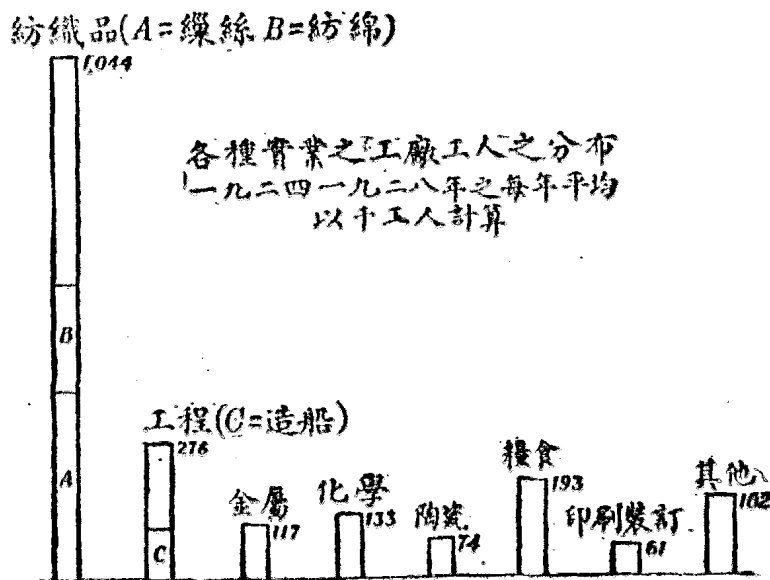 紡織品(A=繅絲 B=紡綿)
1,044
各種實業之工廠工人之分布
一九二四一九二八年之每年平均
以千工人計算
B
A
工程(C=造船)
276
C
金屬
117
化學
133
陶瓷
74
糧食
193
印刷裝訂
61
其他
162